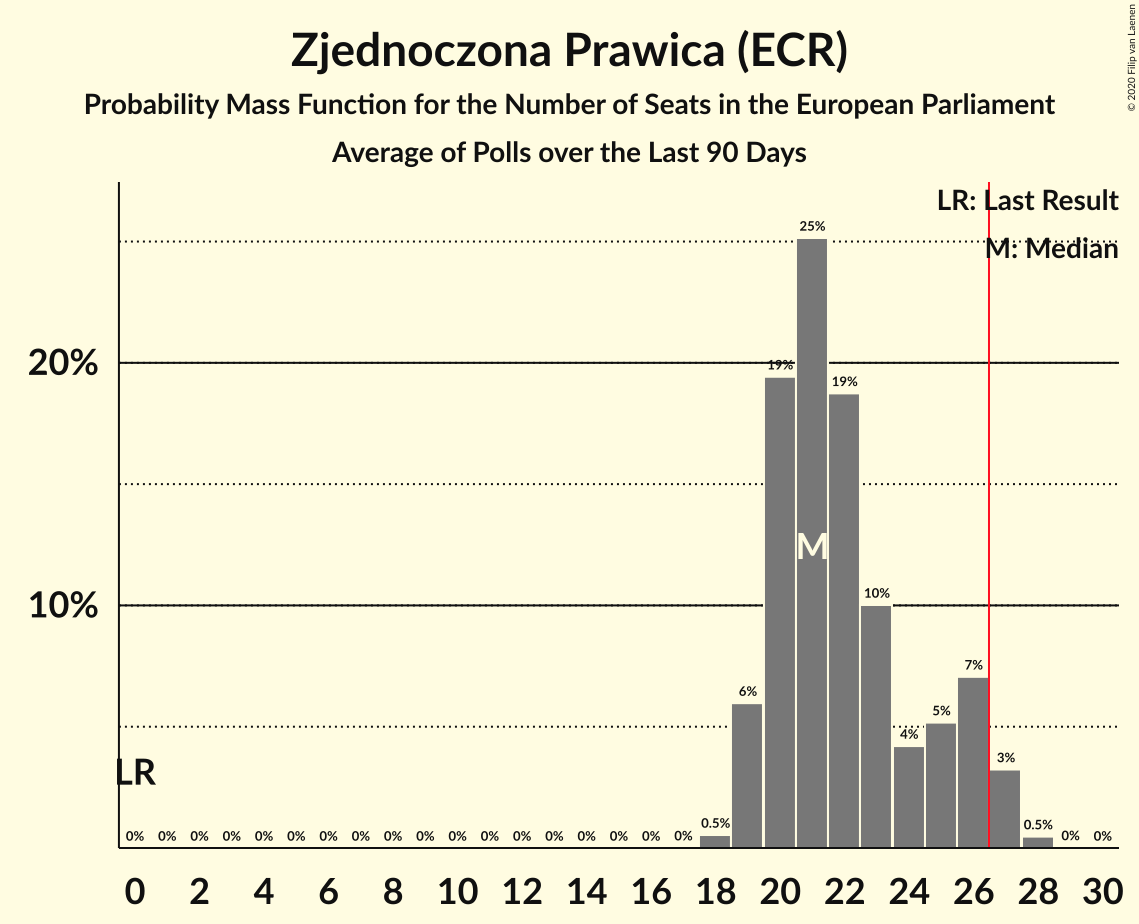 Zjednoczona Prawica (ECR)
Probability Mass Function for the Number of Seats in the European Parliament
Average of Polls over the Last 90 Days
© 2020 Filip van Laenen
LR: Last Result
M: Median
25%
20%
19%
19%
M
10%
10%
7%
6%
5%
4%
3%
LR
0% 0% 0% 0% 0% 0% 0% 0% 0% 0% 0% 0% 0% 0% 0% 0% 0% 0% 0.5% 0.5% 0% 0%
0 2 4 6 8 10 12 14 16 18 20 22 24 26 28 30